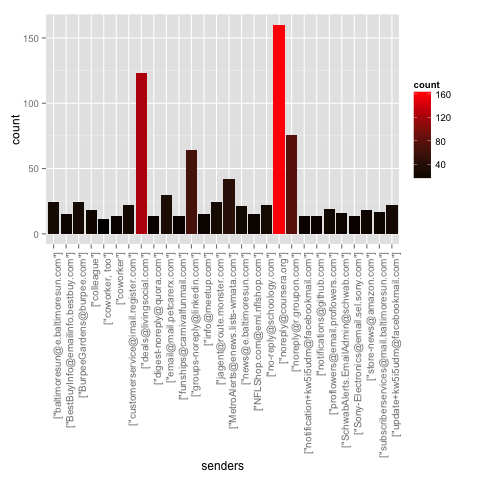 150
100
50
0
count
["baltimoresun@e.baltimoresun.com"]
["BestBuyInfo@emailinfo.bestbuy.com"]
["BurpeeGardens@burpee.com"]
["colleague"]
["coworker, too"]
["coworker"]
["customerservice@mail.register.com"]
["deals@livingsocial.com"]
["digest-noreply@quora.com"]
["email@mail.petcarerx.com"]
["funships@carnivalfunmail.com"]
["groups-noreply@linkedin.com"]
["info@meetup.com"]
["jagent@route.monster.com"]
["MetroAlerts@enews.lists-wmata.com"]
["news@e.baltimoresun.com"]
["NFLShop.com@eml.nflshop.com"]
["no-reply@schoology.com"]
["noreply@coursera.org"]
["noreply@r.groupon.com"]
["notification+kw5i5udm@facebookmail.com"]
["notifications@github.com"]
["proflowers@email.proflowers.com"]
["SchwabAlerts.EmailAdmin@schwab.com"]
["Sony-Electronics@email.sel.sony.com"]
["store-news@amazon.com"]
["subscriberservices@mail.baltimoresun.com"]
["update+kw5i5udm@facebookmail.com"]
senders
count
160
120
80
40